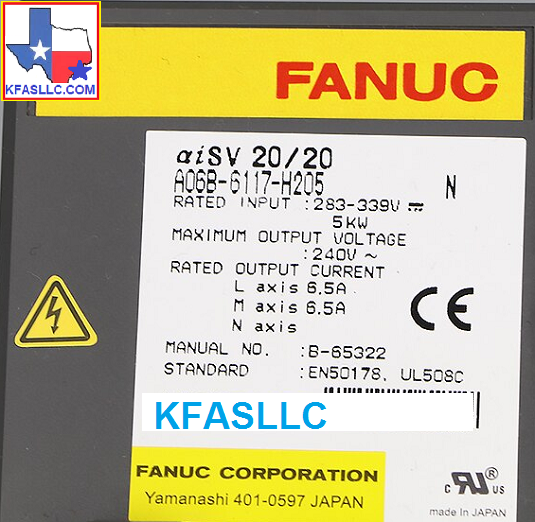 KFASLLC.COM
FANUC
αiSV 20/20
A06B-6117-H205 N
RATED INPUT :283-339V ⎓
5KW
MAXIMUM OUTPUT VOLTAGE
:240V ~
RATED OUTPUT CURRENT
L axis 6.5A
M axis 6.5A
N axis
CE
MANUAL NO. :B-65322
STANDARD :EN50178, UL508C
KFASLLC
FANUC CORPORATION
Yamanashi 401-0597 JAPAN
c RU ® US
made In JAPAN